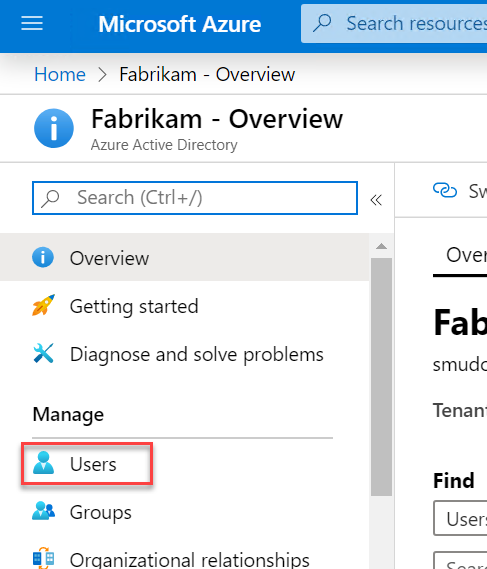 Microsoft Azure
Search resources
Home > Fabrikam - Overview
Fabrikam - Overview
Azure Active Directory
Search (Ctrl+/)
«
Sw
Overview
Over
Getting started
Fab
Diagnose and solve problems
smudo
Manage
Tenant
Users
Find
Groups
Users
Organizational relationships
Search